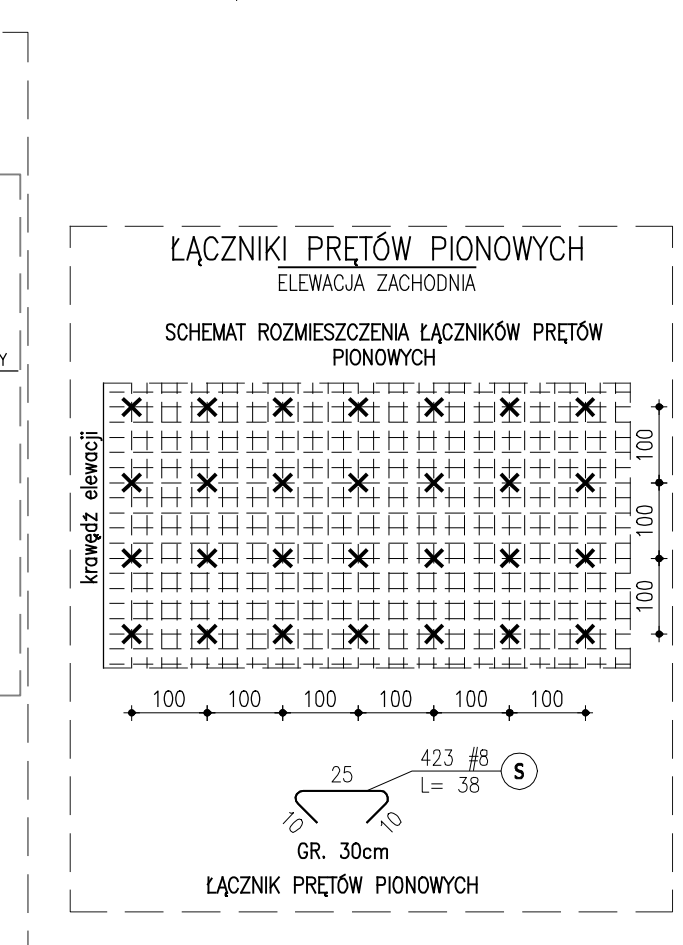 Y
ŁĄCZNIKI PRĘTÓW PIONOWYCH
ELEWACJA ZACHODNIA
SCHEMAT ROZMIESZCZENIA ŁĄCZNIKÓW PRĘTÓW
PIONOWYCH
krawędź elewacji
100
100
100
100 100 100 100 100 100
25
423 #8
L= 38
S
10
10
GR. 30cm
ŁĄCZNIK PRĘTÓW PIONOWYCH